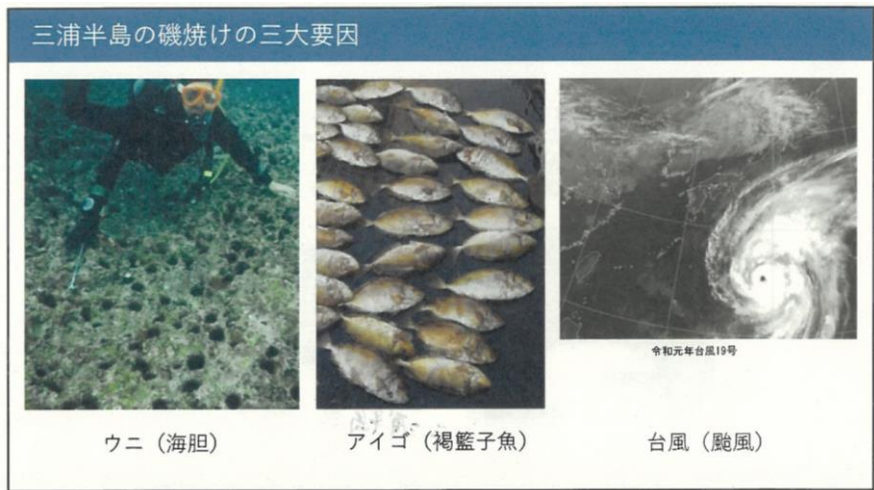 三浦半島の磯焼けの三大要因
令和元年台風19号
ウニ（海胆）
アイゴ（褐籃子魚）
台風（颱風）